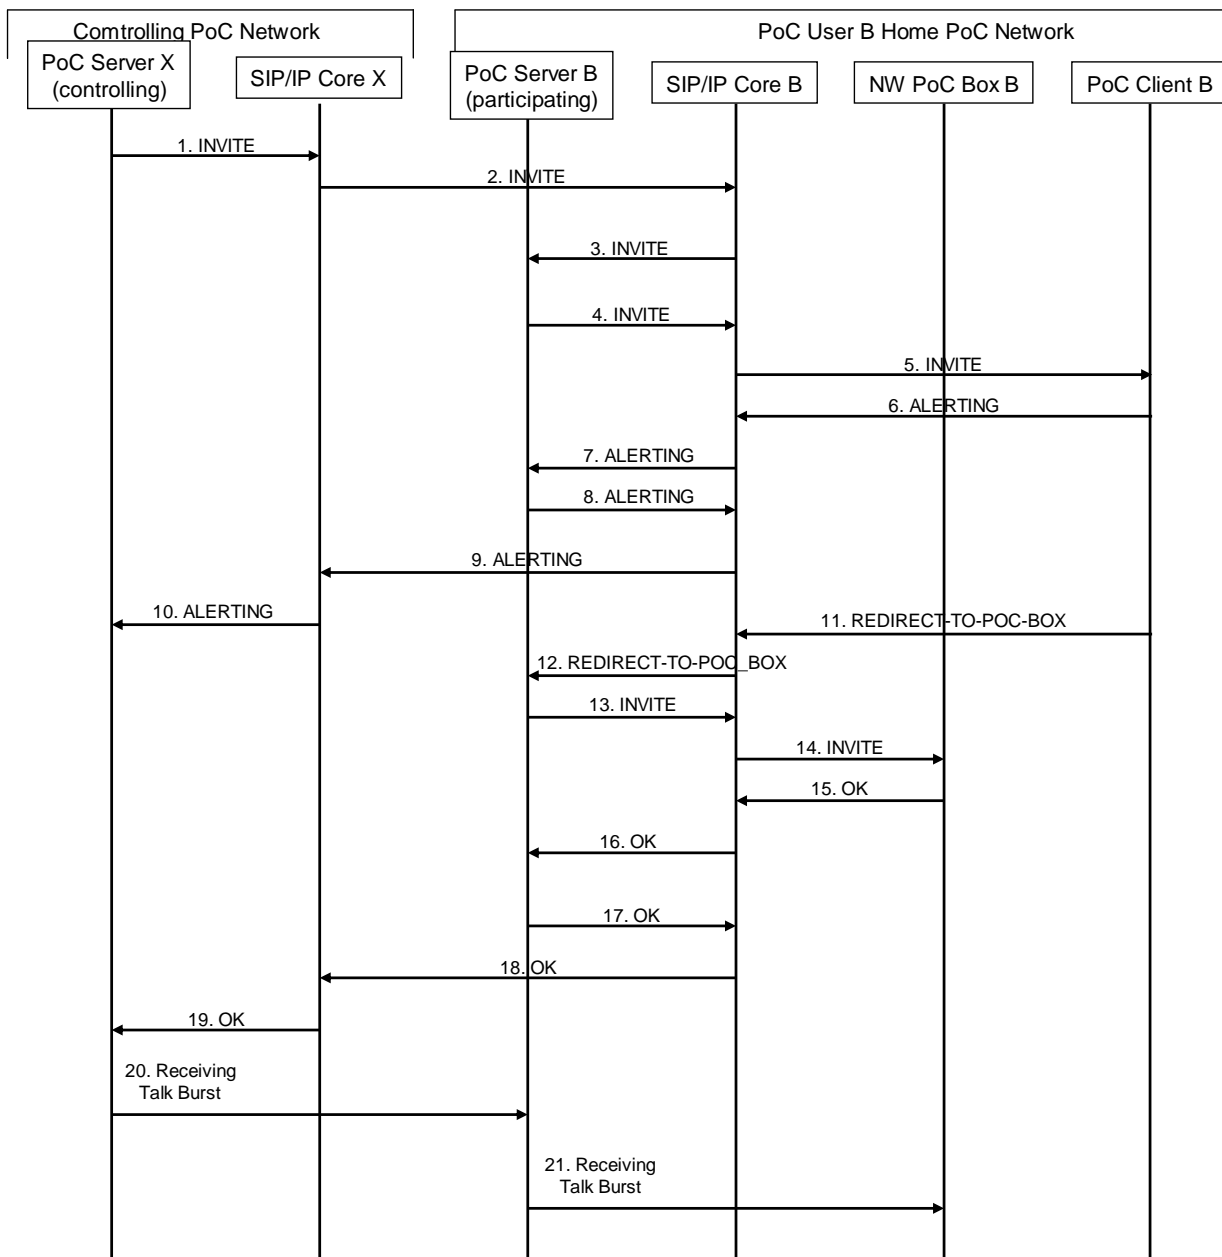 Comtrolling PoC Network
PoC User B Home PoC Network
PoC Server X
(controlling)
SIP/IP Core X
PoC Server B
(participating)
SIP/IP Core B
NW PoC Box B
PoC Client B
1. INVITE
2. INVITE
3. INVITE
4. INVITE
5. INVITE
6. ALERTING
7. ALERTING
8. ALERTING
9. ALERTING
10. ALERTING
11. REDIRECT-TO-POC-BOX
12. REDIRECT-TO-POC_BOX
13. INVITE
14. INVITE
15. OK
16. OK
17. OK
18. OK
19. OK
20. Receiving
Talk Burst
21. Receiving
Talk Burst